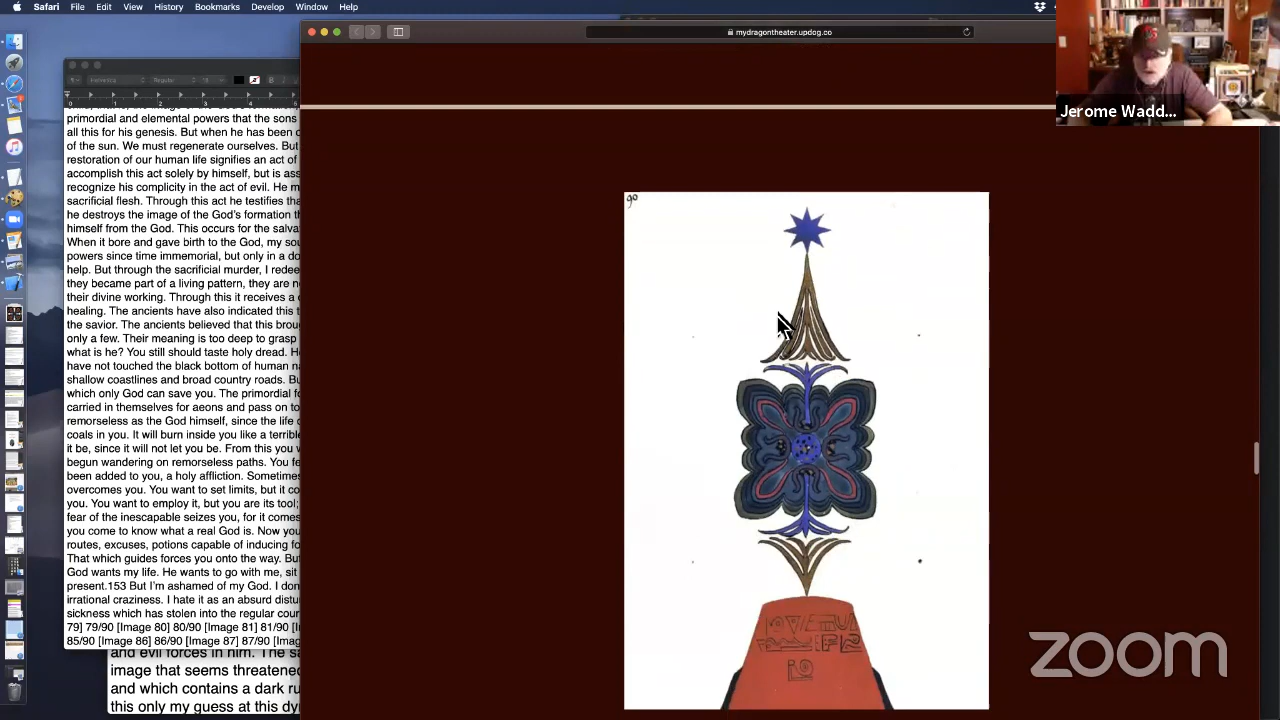 Safari File Edit View History Bookmarks Develop Window Help
mydragontheater.updog.co
Jerome Wadd...
Helvetica Regular
0 1 2 3 4 5
primordial and elemental powers that the sons
all this for his genesis. But when he has been
of the sun. We must regenerate ourselves. But
restoration of our human life signifies an act of
accomplish this act solely by himself, but is
recognize his complicity in the act of evil. He
sacrificial flesh. Through this act he testifies
he destroys the image of the God's formation
himself from the God. This occurs for the
When it bore and gave birth to the God, my
powers since time immemorial, but only in a
help. But through the sacrificial murder, I
they became part of a living pattern, they are
their divine working. Through this it receives a
healing. The ancients have also indicated this
the savior. The ancients believed that this
only a few. Their meaning is too deep to grasp
what is he? You still should taste holy dread.
have not touched the black bottom of human
shallow coastlines and broad country roads.
which only God can save you. The primordial
carried in themselves for aeons and pass on to
remorseless as the God himself, since the life
coals in you. It will burn inside you like a
it be, since it will not let you be. From this you
begun wandering on remorseless paths. You
been added to you, a holy affliction.
overcomes you. You want to set limits, but it
you. You want to employ it, but you are its tool;
fear of the inescapable seizes you, for it comes
you come to know what a real God is. Now
routes, excuses, potions capable of inducing
That which guides forces you onto the way.
God wants my life. He wants to go with me, sit
present.153 But I'm ashamed of my God. I
irrational craziness. I hate it as an absurd
sickness which has stolen into the regular
79] 79/90 [Image 80] 80/90 [Image 81] 81/90
85/90 [Image 86] 86/90 [Image 87] 87/90
and evil forces in him. The
image that seems threatened
and which contains a dark
this only my guess at this
90
zoom